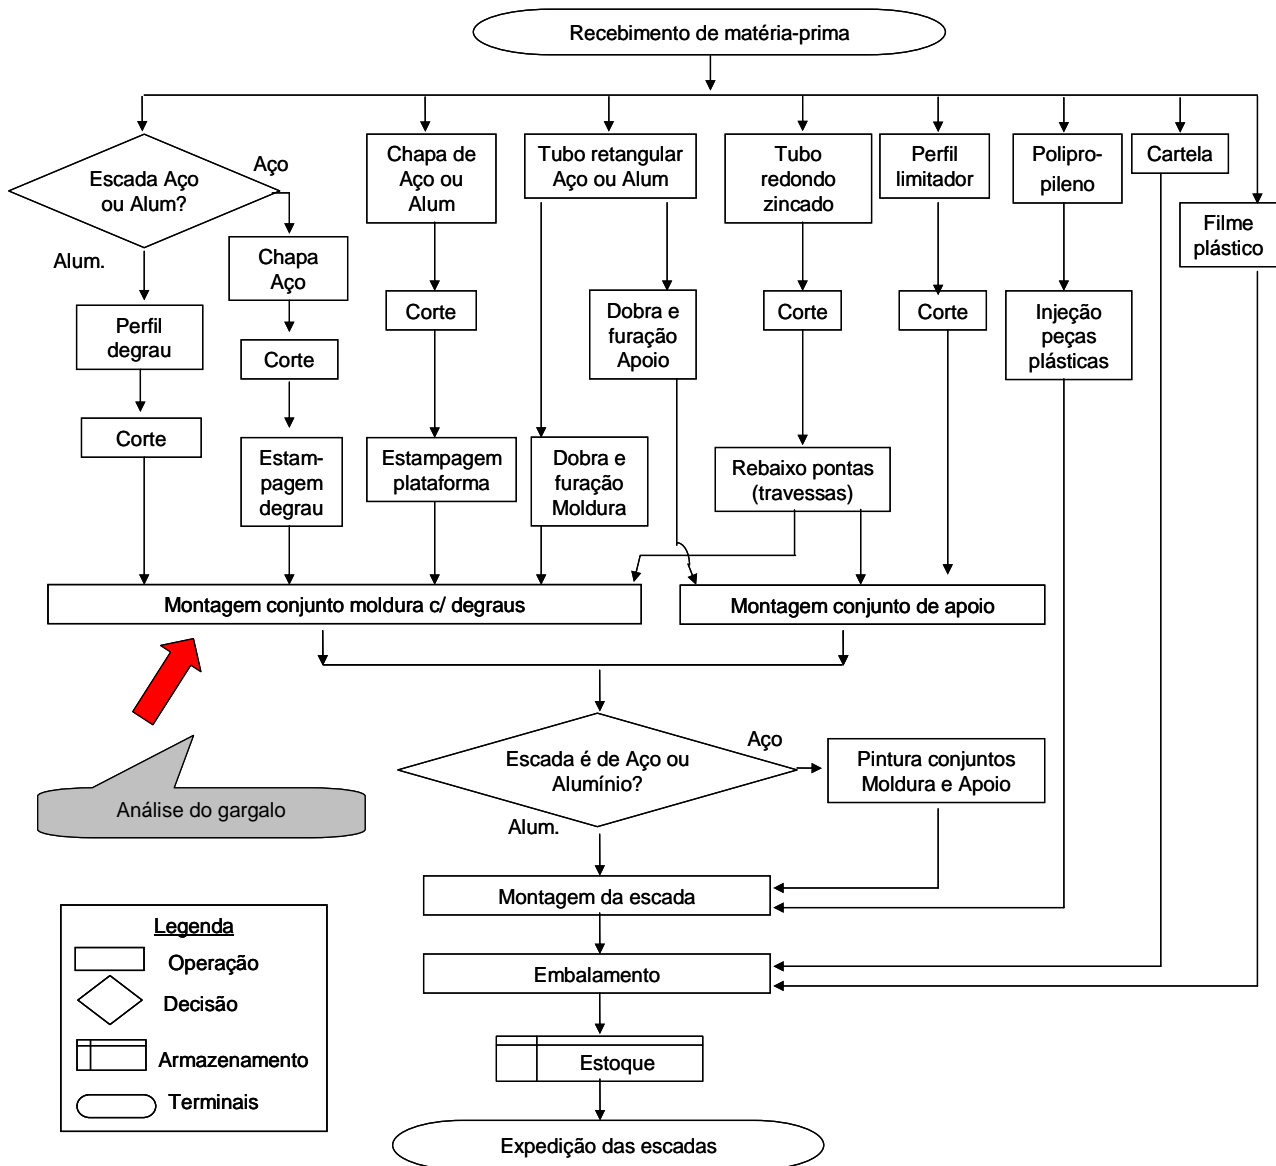 Recebimento de matéria-prima
Escada Aço
ou Alum?
Aço
Alum.
Chapa de
Aço ou
Alum
Tubo retangular
Aço ou Alum
Tubo
redondo
zincado
Perfil
limitador
Polipro-
pileno
Cartela
Filme
plástico
Chapa
Aço
Perfil
degrau
Corte
Corte
Dobra e
furação
Apoio
Corte
Corte
Injeção
peças
plásticas
Corte
Estam-
pagem
degrau
Estampagem
plataforma
Dobra e
furação
Moldura
Rebaixo pontas
(travessas)
Montagem conjunto moldura c/ degraus
Montagem conjunto de apoio
Análise do gargalo
Escada é de Aço ou
Alumínio?
Aço
Alum.
Pintura conjuntos
Moldura e Apoio
Montagem da escada
Embalamento
Estoque
Expedição das escadas
Legenda
Operação
Decisão
Armazenamento
Terminais